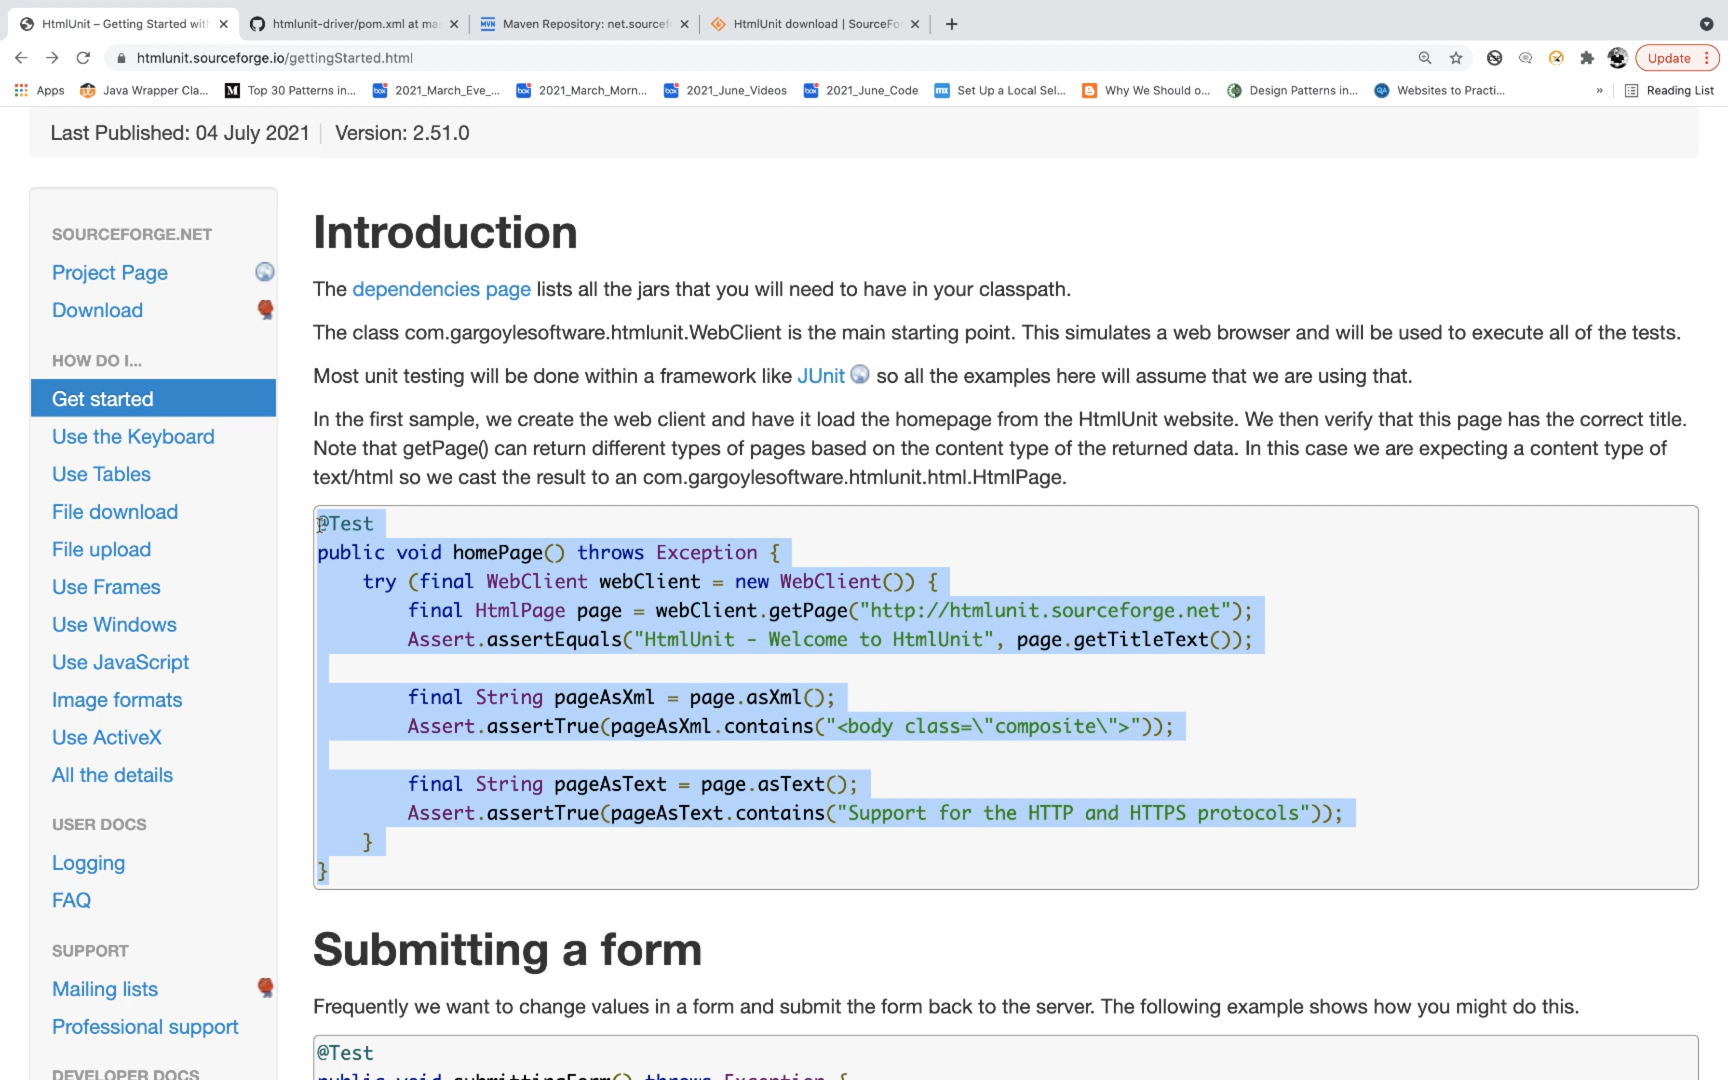 HtmlUnit – Getting Started with
htmlunit-driver/pom.xml at ma
Maven Repository: net.sourcef
HtmlUnit download | SourceFo
htmlunit.sourceforge.io/gettingStarted.html
Update
Apps
Java Wrapper Cla...
Top 30 Patterns in...
2021_March_Eve_...
2021_March_Morn...
2021_June_Videos
2021_June_Code
Set Up a Local Sel...
Why We Should o...
Design Patterns in...
Websites to Practi...
»
Reading List
Last Published: 04 July 2021 | Version: 2.51.0
SOURCEFORGE.NET
Project Page
Download
HOW DO I...
Get started
Use the Keyboard
Use Tables
File download
File upload
Use Frames
Use Windows
Use JavaScript
Image formats
Use ActiveX
All the details
USER DOCS
Logging
FAQ
SUPPORT
Mailing lists
Professional support
DEVELOPER DOCS
Introduction
The dependencies page lists all the jars that you will need to have in your classpath.
The class com.gargoylesoftware.htmlunit.WebClient is the main starting point. This simulates a web browser and will be used to execute all of the tests.
Most unit testing will be done within a framework like JUnit so all the examples here will assume that we are using that.
In the first sample, we create the web client and have it load the homepage from the HtmlUnit website. We then verify that this page has the correct title.
Note that getPage() can return different types of pages based on the content type of the returned data. In this case we are expecting a content type of
text/html so we cast the result to an com.gargoylesoftware.htmlunit.html.HtmlPage.
@Test
public void homePage() throws Exception {
    try (final WebClient webClient = new WebClient()) {
        final HtmlPage page = webClient.getPage("http://htmlunit.sourceforge.net");
        Assert.assertEquals("HtmlUnit - Welcome to HtmlUnit", page.getTitleText());
        final String pageAsXml = page.asXml();
        Assert.assertTrue(pageAsXml.contains("<body class=\"composite\">"));
        final String pageAsText = page.asText();
        Assert.assertTrue(pageAsText.contains("Support for the HTTP and HTTPS protocols"));
    }
}
Submitting a form
Frequently we want to change values in a form and submit the form back to the server. The following example shows how you might do this.
@Test
public void submittingForm() throws Exception {